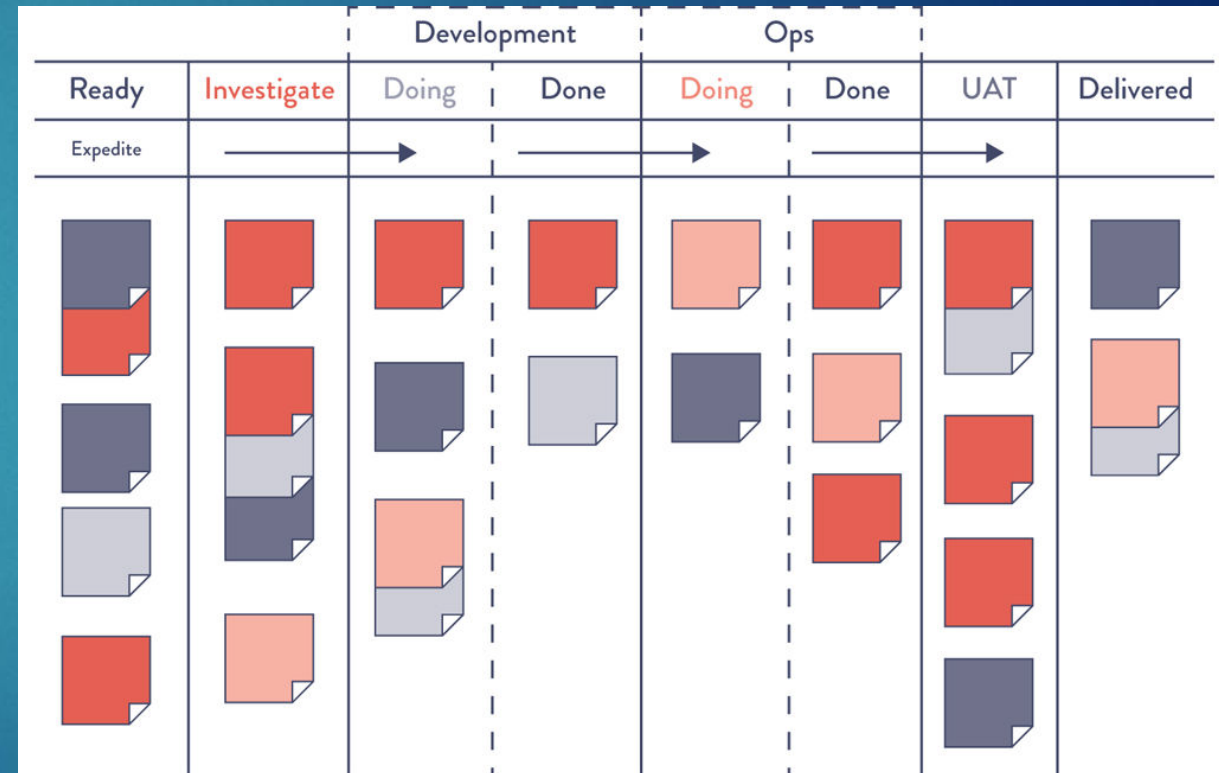 Development Ops
Ready Investigate Doing Done Doing Done UAT Delivered
Expedite